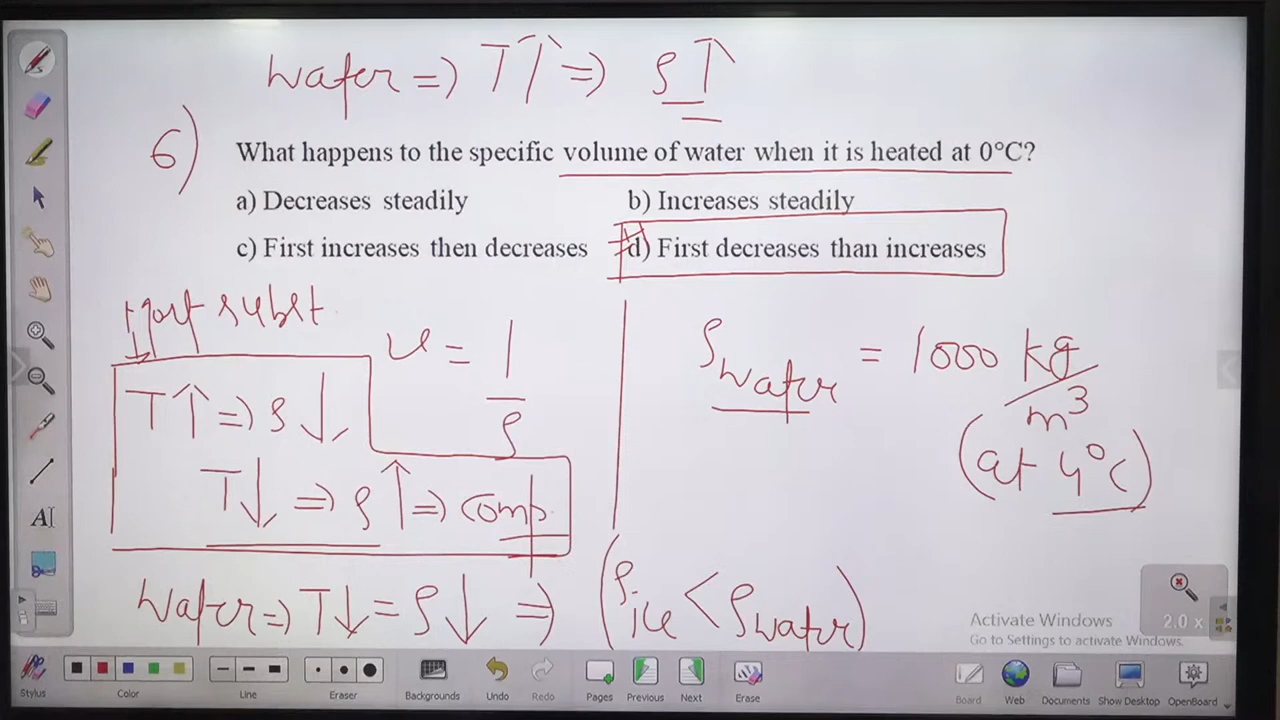 Water => T↑ => ρ↑
6)
What happens to the specific volume of water when it is heated at 0°C?
a) Decreases steadily
b) Increases steadily
c) First increases then decreases
d) First decreases than increases
subst
υ = 1/ρ
T↑ => ρ↓
T↓ => ρ↑ => comp.
ρwater = 1000 kg/m³
(at 4°C)
Water => T↓ = ρ↓ => (ρice < ρwater)
2.0 x
Activate Windows
Go to Settings to activate Windows.
Stylus
Color
Line
Eraser
Backgrounds
Undo
Redo
Pages
Previous
Next
Erase
Board
Web
Documents
Show Desktop
OpenBoard